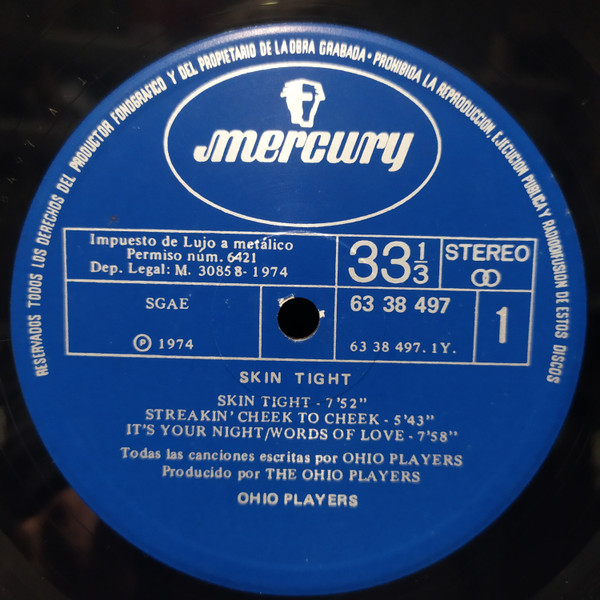 RESERVADOS TODOS LOS DERECHOS DEL PRODUCTOR FONOGRAFICO Y DEL PROPIETARIO DE LA OBRA GRABADA • PROHIBIDA LA REPRODUCCION, EJECUCION PUBLICA Y RADIODIFUSION DE ESTOS DISCOS
mercury
Impuesto de Lujo a metálico
Permiso núm. 6421
Dep. Legal: M. 30858-1974
33 1/3
STEREO
SGAE
63 38 497
1
℗ 1974
63 38 497. 1Y.
SKIN TIGHT
SKIN TIGHT - 7'52"
STREAKIN' CHEEK TO CHEEK - 5'43"
IT'S YOUR NIGHT/WORDS OF LOVE - 7'58"
Todas las canciones escritas por OHIO PLAYERS
Producido por THE OHIO PLAYERS
OHIO PLAYERS